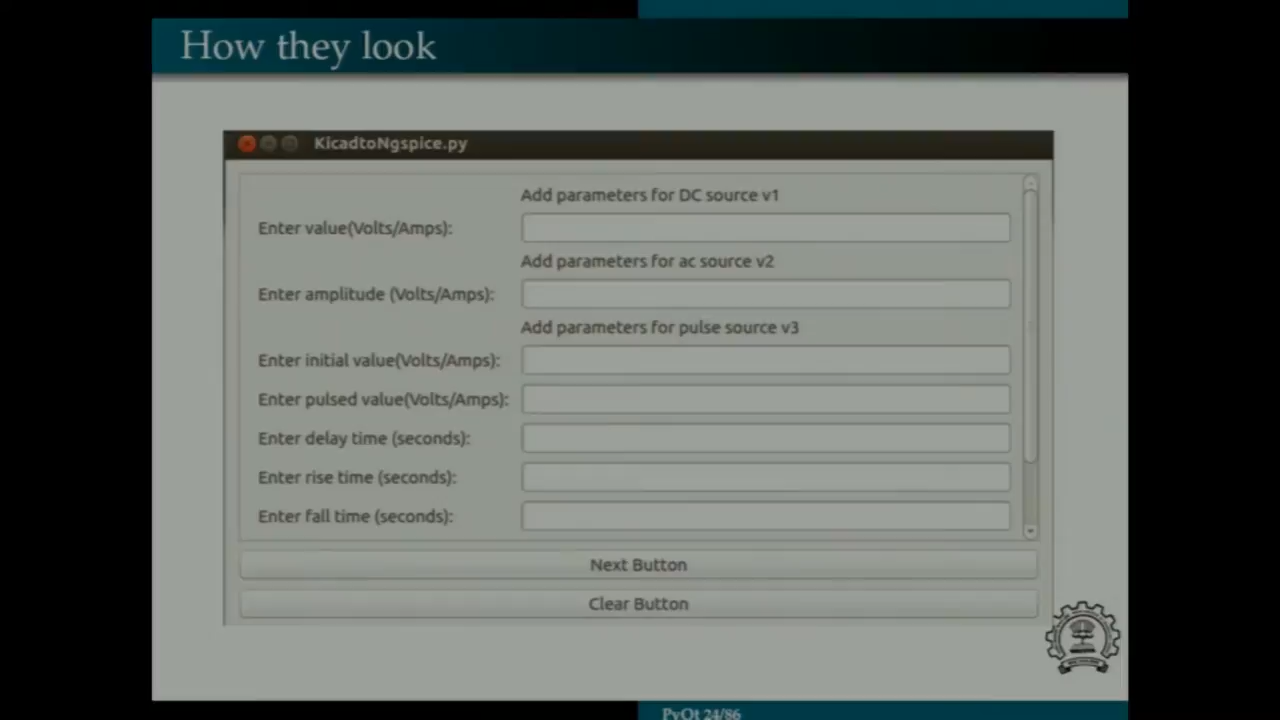 How they look
KicadtoNgspice.py
Add parameters for DC source v1
Enter value(Volts/Amps):
Add parameters for ac source v2
Enter amplitude (Volts/Amps):
Add parameters for pulse source v3
Enter initial value(Volts/Amps):
Enter pulsed value(Volts/Amps):
Enter delay time (seconds):
Enter rise time (seconds):
Enter fall time (seconds):
Next Button
Clear Button
PyQt 24/86